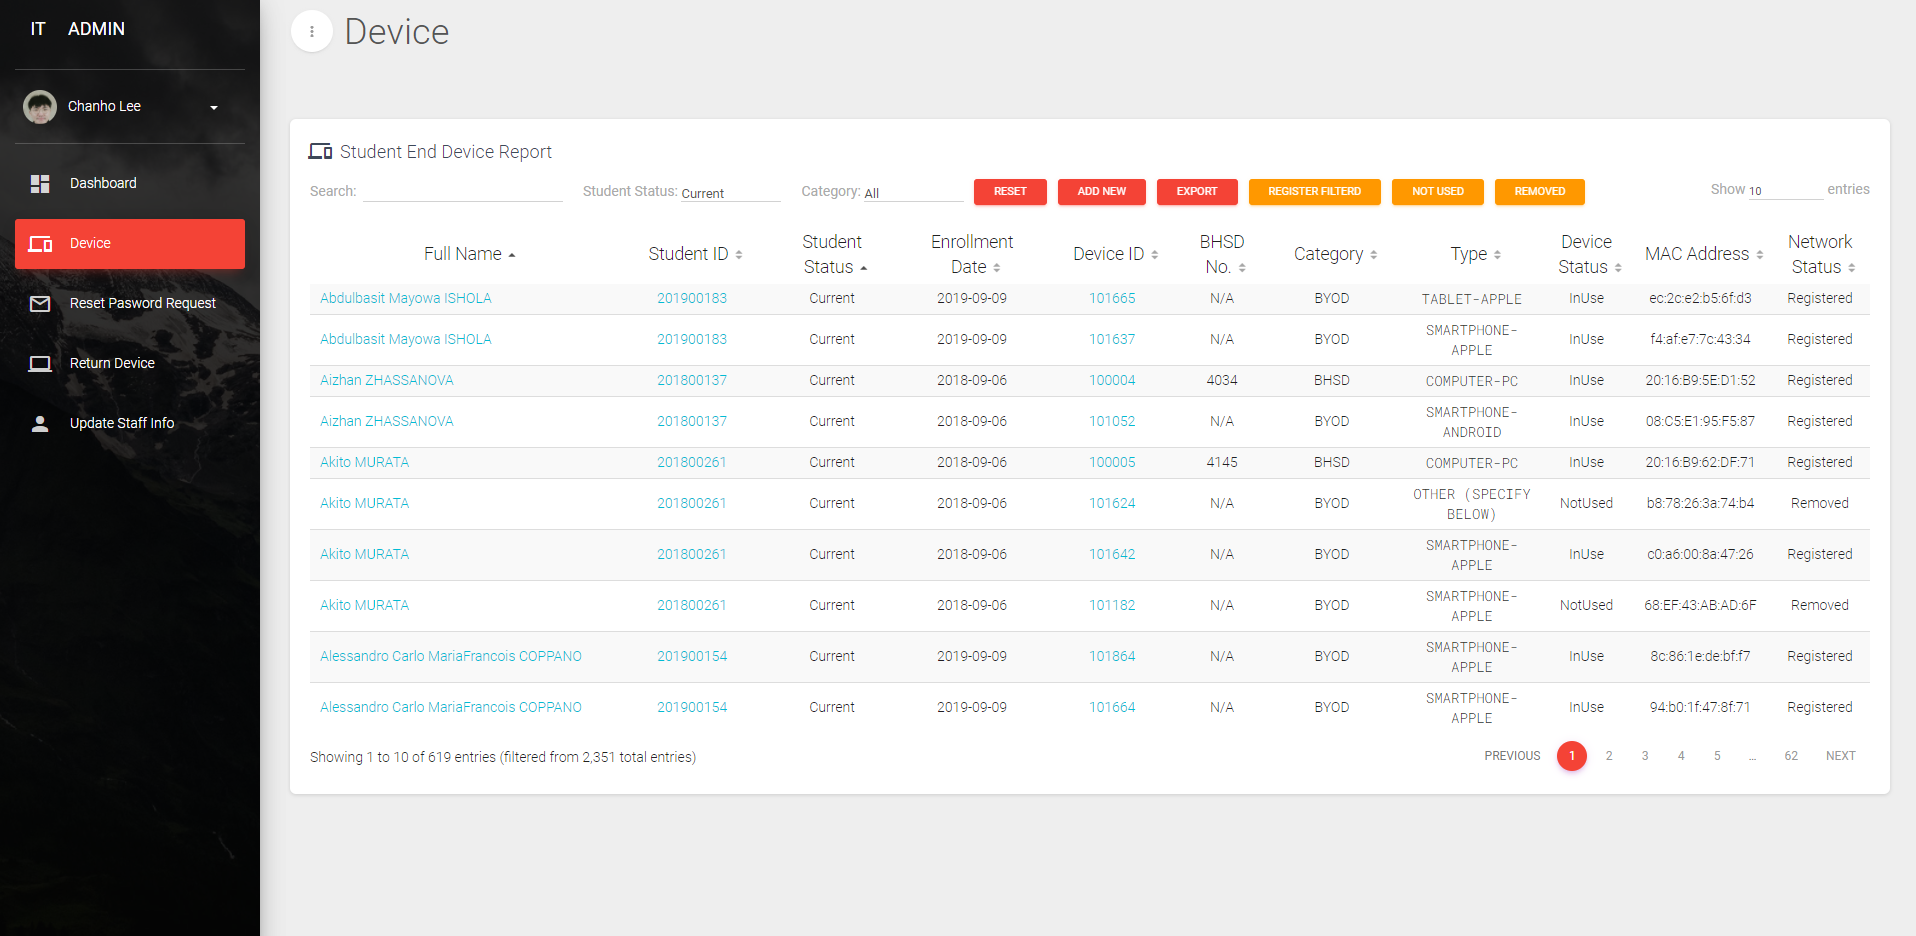 IT ADMIN
Chanho Lee
Dashboard
Device
Reset Pasword Request
Return Device
Update Staff Info
Device
Student End Device Report
Search: Student Status: Current Category: All RESET ADD NEW EXPORT REGISTER FILTERD NOT USED REMOVED Show 10 entries
Full Name Student ID Student Status Enrollment Date Device ID BHSD No. Category Type Device Status MAC Address Network Status
Abdulbasit Mayowa ISHOLA 201900183 Current 2019-09-09 101665 N/A BYOD TABLET-APPLE InUse ec:2c:e2:b5:6f:d3 Registered
Abdulbasit Mayowa ISHOLA 201900183 Current 2019-09-09 101637 N/A BYOD SMARTPHONE-APPLE InUse f4:af:e7:7c:43:34 Registered
Aizhan ZHASSANOVA 201800137 Current 2018-09-06 100004 4034 BHSD COMPUTER-PC InUse 20:16:B9:5E:D1:52 Registered
Aizhan ZHASSANOVA 201800137 Current 2018-09-06 101052 N/A BYOD SMARTPHONE-ANDROID InUse 08:C5:E1:95:F5:87 Registered
Akito MURATA 201800261 Current 2018-09-06 100005 4145 BHSD COMPUTER-PC InUse 20:16:B9:62:DF:71 Registered
Akito MURATA 201800261 Current 2018-09-06 101624 N/A BYOD OTHER (SPECIFY BELOW) NotUsed b8:78:26:3a:74:b4 Removed
Akito MURATA 201800261 Current 2018-09-06 101642 N/A BYOD SMARTPHONE-APPLE InUse c0:a6:00:8a:47:26 Registered
Akito MURATA 201800261 Current 2018-09-06 101182 N/A BYOD SMARTPHONE-APPLE NotUsed 68:EF:43:AB:AD:6F Removed
Alessandro Carlo MariaFrancois COPPANO 201900154 Current 2019-09-09 101864 N/A BYOD SMARTPHONE-APPLE InUse 8c:86:1e:de:bf:f7 Registered
Alessandro Carlo MariaFrancois COPPANO 201900154 Current 2019-09-09 101664 N/A BYOD SMARTPHONE-APPLE InUse 94:b0:1f:47:8f:71 Registered
Showing 1 to 10 of 619 entries (filtered from 2,351 total entries) PREVIOUS 1 2 3 4 5 … 62 NEXT